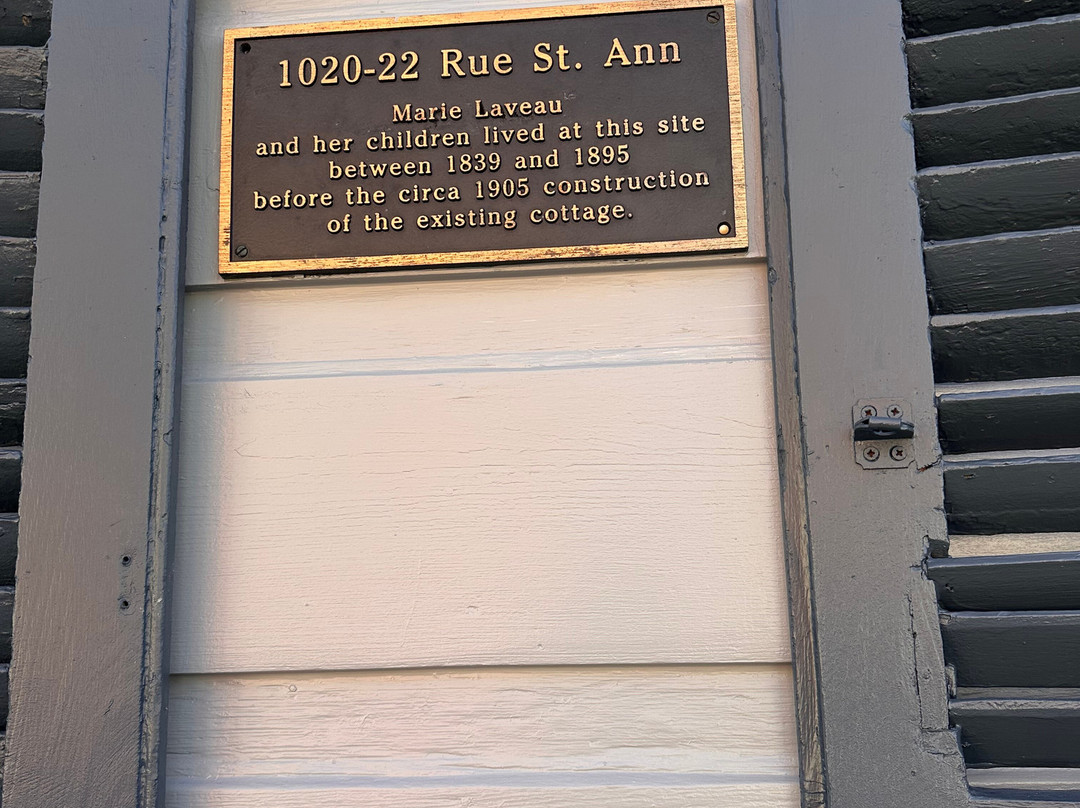 1020-22 Rue St. Ann
Marie Laveau
and her children lived at this site
between 1839 and 1895
before the circa 1905 construction
of the existing cottage.